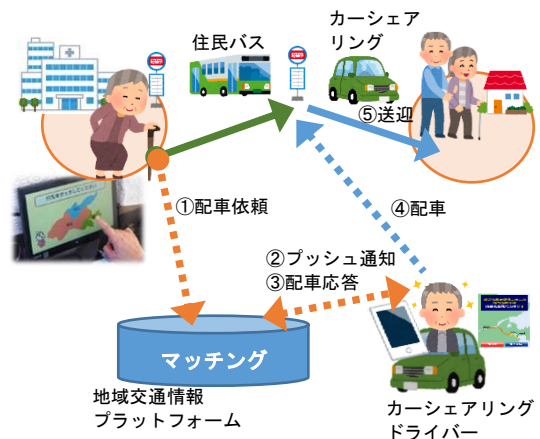 住民バス
カーシェア
リング
⑤送迎
①配車依頼
④配車
②プッシュ通知
③配車応答
マッチング
地域交通情報
プラットフォーム
カーシェアリング
ドライバー